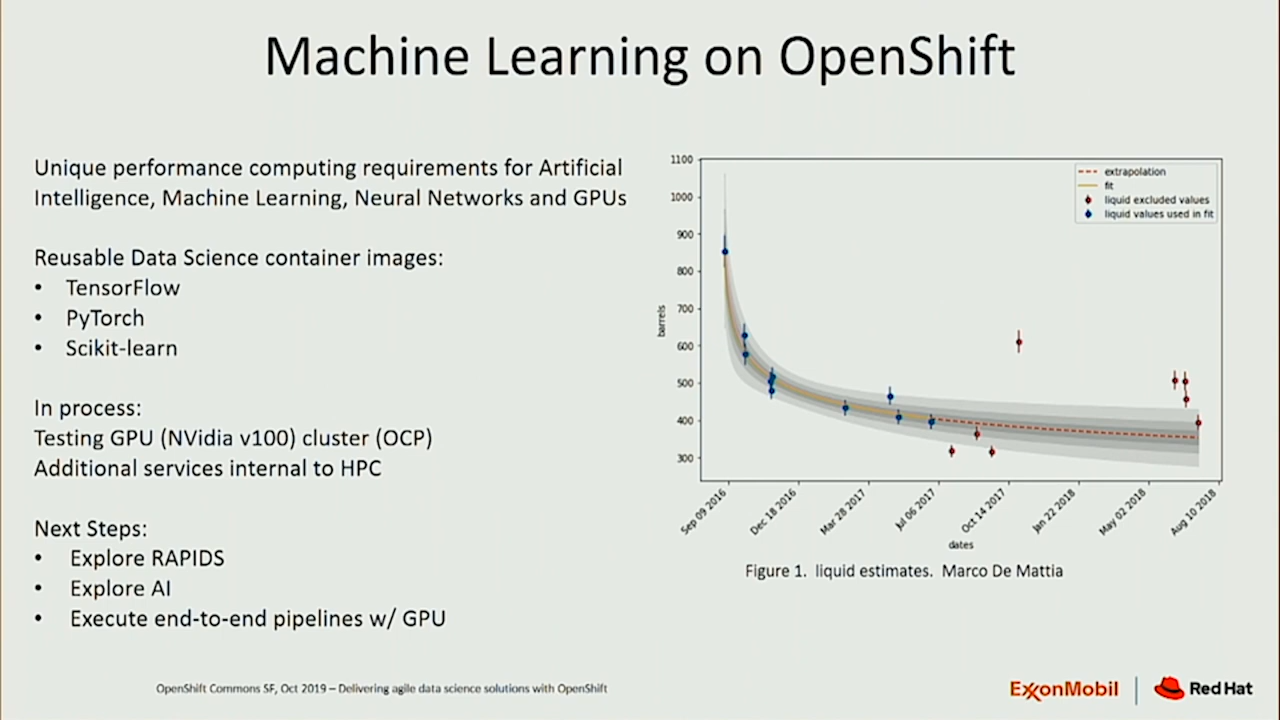 Machine Learning on OpenShift
Unique performance computing requirements for Artificial
Intelligence, Machine Learning, Neural Networks and GPUs
Reusable Data Science container images:
• TensorFlow
• PyTorch
• Scikit-learn
In process:
Testing GPU (NVidia v100) cluster (OCP)
Additional services internal to HPC
Next Steps:
• Explore RAPIDS
• Explore AI
• Execute end-to-end pipelines w/ GPU
1100
1000
900
800
700
600
500
400
300
barrels
extrapolation
fit
liquid excluded values
liquid values used in fit
Sep 09 2016
Dec 18 2016
Mar 28 2017
Jul 06 2017
Oct 14 2017
Jan 22 2018
May 02 2018
Aug 10 2018
dates
Figure 1. liquid estimates. Marco De Mattia
OpenShift Commons SF, Oct 2019 – Delivering agile data science solutions with OpenShift
ExxonMobil
Red Hat